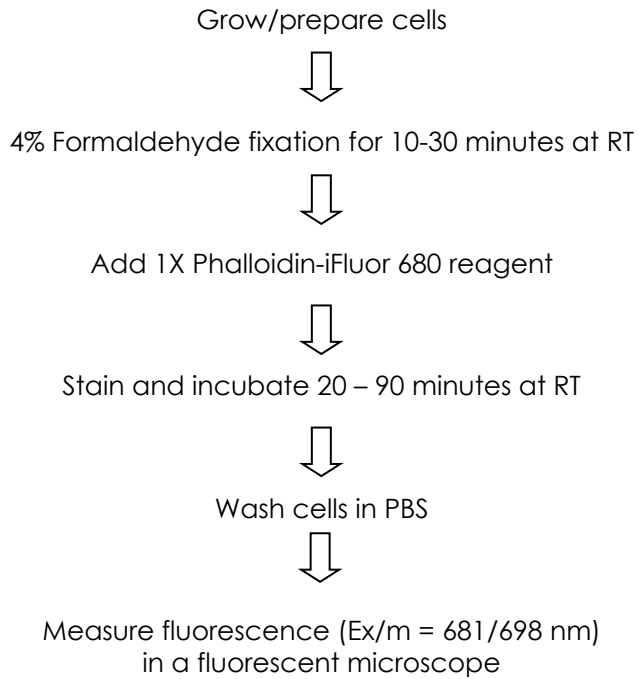 Grow/prepare cells
4% Formaldehyde fixation for 10-30 minutes at RT
Add 1X Phalloidin-iFluor 680 reagent
Stain and incubate 20 – 90 minutes at RT
Wash cells in PBS
Measure fluorescence (Ex/m = 681/698 nm)
in a fluorescent microscope